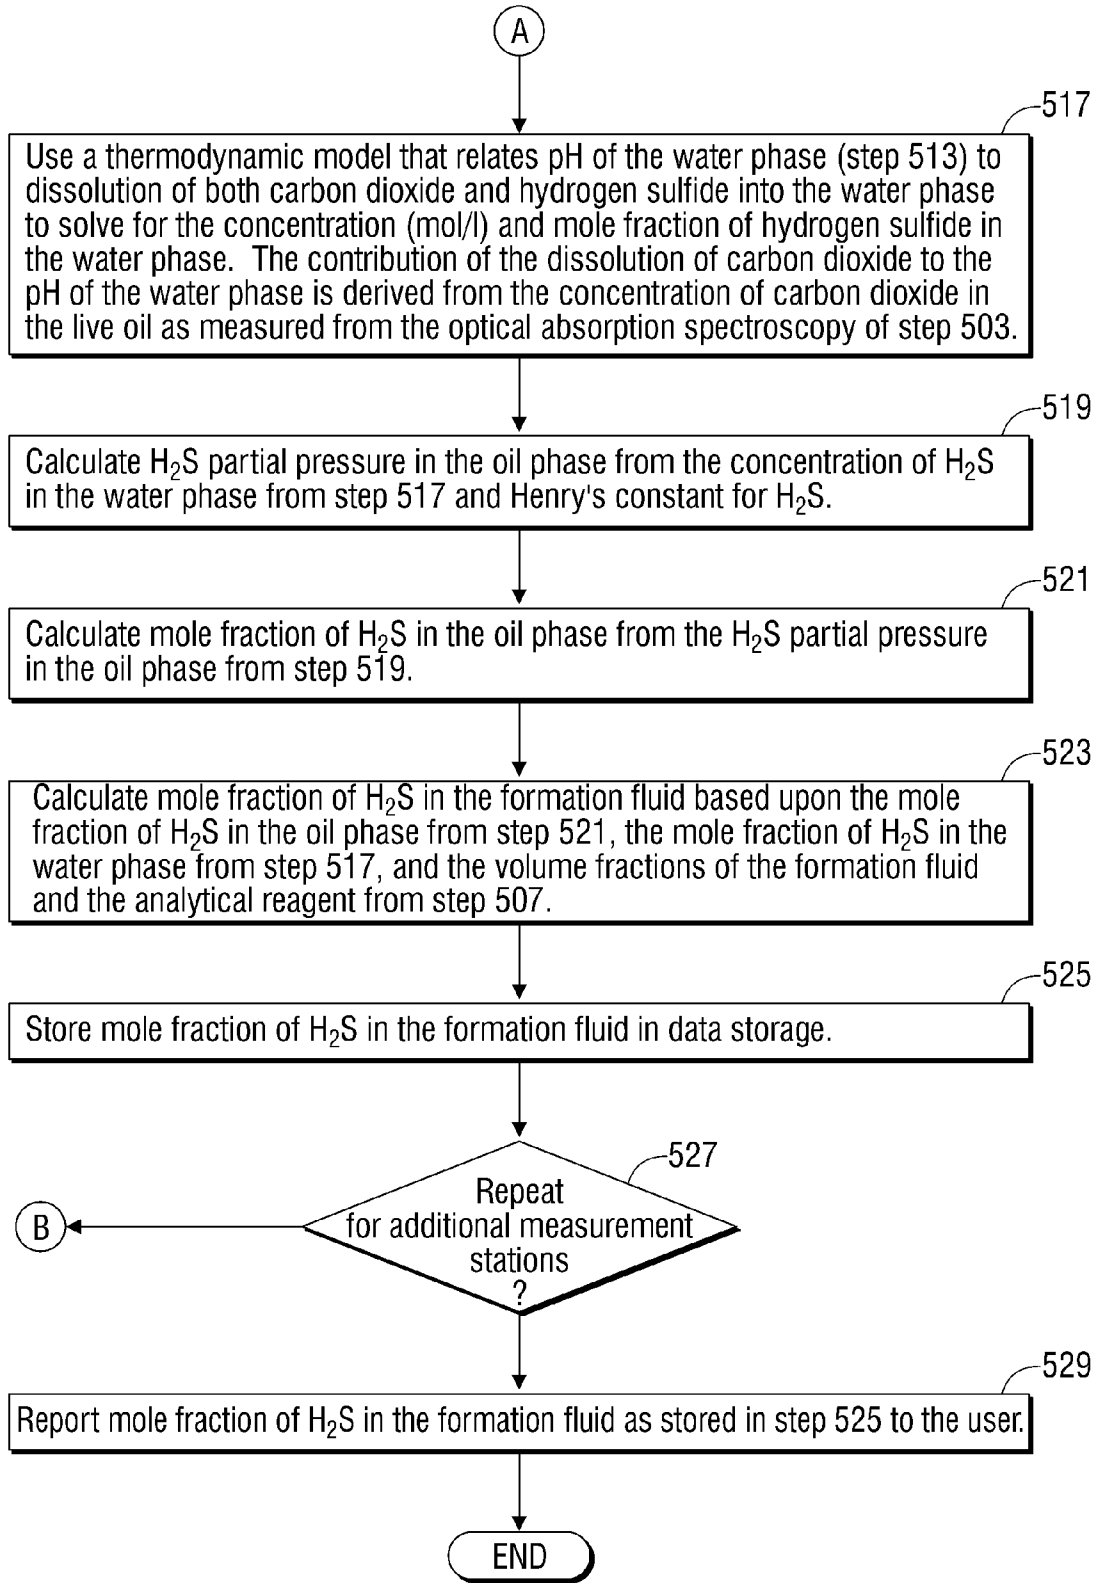 A
517
Use a thermodynamic model that relates pH of the water phase (step 513) to
dissolution of both carbon dioxide and hydrogen sulfide into the water phase
to solve for the concentration (mol/l) and mole fraction of hydrogen sulfide in
the water phase. The contribution of the dissolution of carbon dioxide to the
pH of the water phase is derived from the concentration of carbon dioxide in
the live oil as measured from the optical absorption spectroscopy of step 503.
519
Calculate H₂S partial pressure in the oil phase from the concentration of H₂S
in the water phase from step 517 and Henry's constant for H₂S.
521
Calculate mole fraction of H₂S in the oil phase from the H₂S partial pressure
in the oil phase from step 519.
523
Calculate mole fraction of H₂S in the formation fluid based upon the mole
fraction of H₂S in the oil phase from step 521, the mole fraction of H₂S in the
water phase from step 517, and the volume fractions of the formation fluid
and the analytical reagent from step 507.
525
Store mole fraction of H₂S in the formation fluid in data storage.
527
Repeat
for additional measurement
stations
?
B
529
Report mole fraction of H₂S in the formation fluid as stored in step 525 to the user.
END